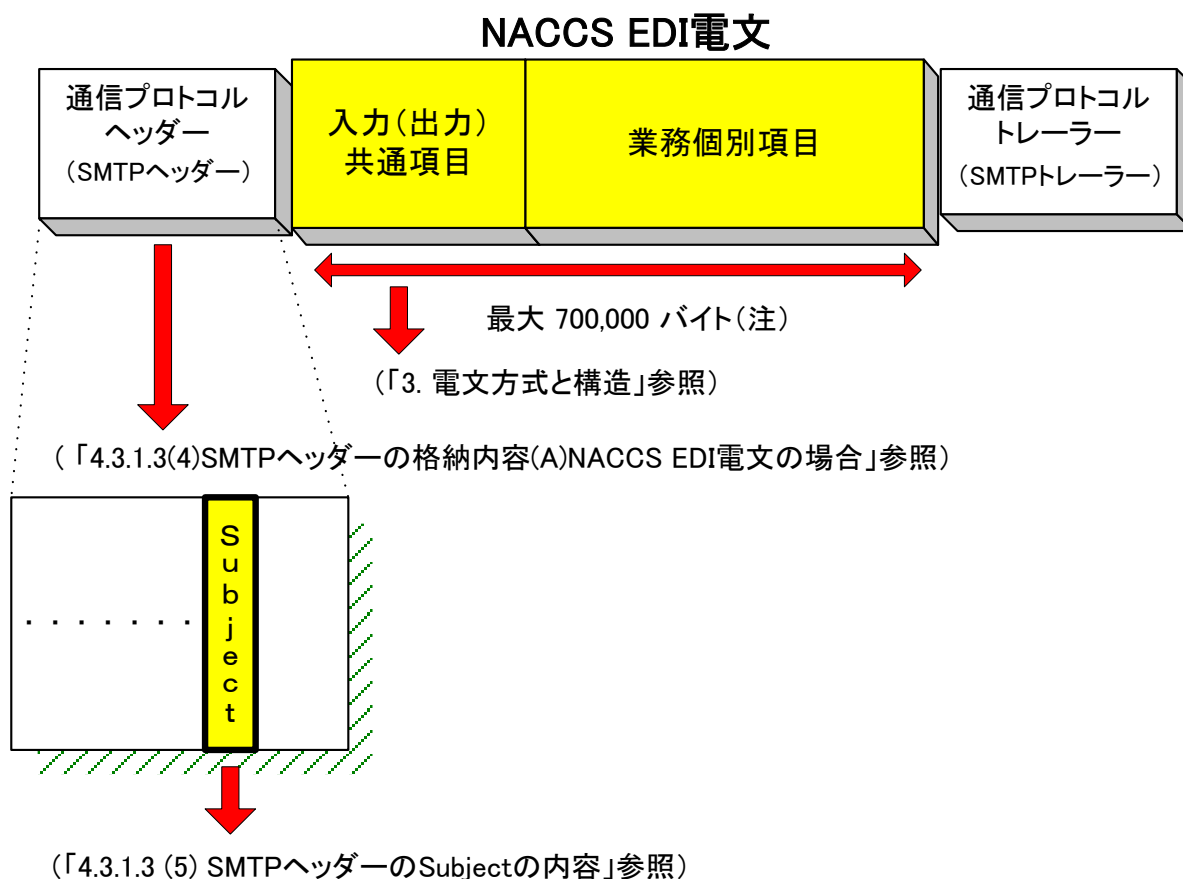 NACCS EDI電文
通信プロトコル
ヘッダー
(SMTPヘッダー)
入力(出力)
共通項目
業務個別項目
通信プロトコル
トレーラー
(SMTPトレーラー)
最大 700,000 バイト(注)
(「3. 電文方式と構造」参照)
(「4.3.1.3(4)SMTPヘッダーの格納内容(A)NACCS EDI電文の場合」参照)
・・・・・・・
Subject
(「4.3.1.3 (5) SMTPヘッダーのSubjectの内容」参照)